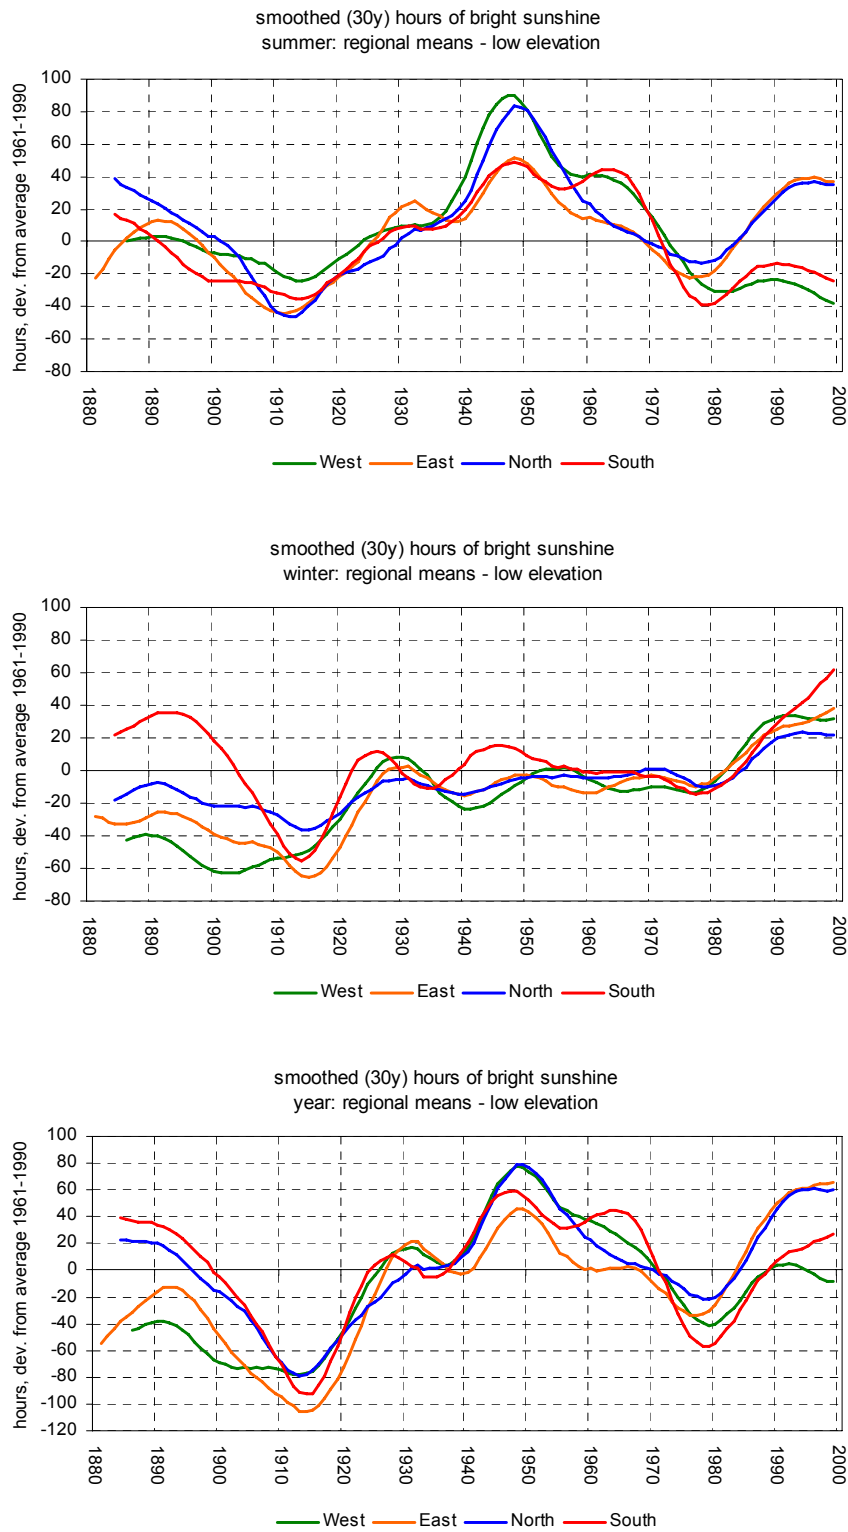 smoothed (30y) hours of bright sunshine
summer: regional means - low elevation
hours, dev. from average 1961-1990
100
80
60
40
20
0
-20
-40
-60
-80
1880 1890 1900 1910 1920 1930 1940 1950 1960 1970 1980 1990 2000
West East North South
smoothed (30y) hours of bright sunshine
winter: regional means - low elevation
hours, dev. from average 1961-1990
100
80
60
40
20
0
-20
-40
-60
-80
1880 1890 1900 1910 1920 1930 1940 1950 1960 1970 1980 1990 2000
West East North South
smoothed (30y) hours of bright sunshine
year: regional means - low elevation
hours, dev. from average 1961-1990
100
80
60
40
20
0
-20
-40
-60
-80
-100
-120
1880 1890 1900 1910 1920 1930 1940 1950 1960 1970 1980 1990 2000
West East North South